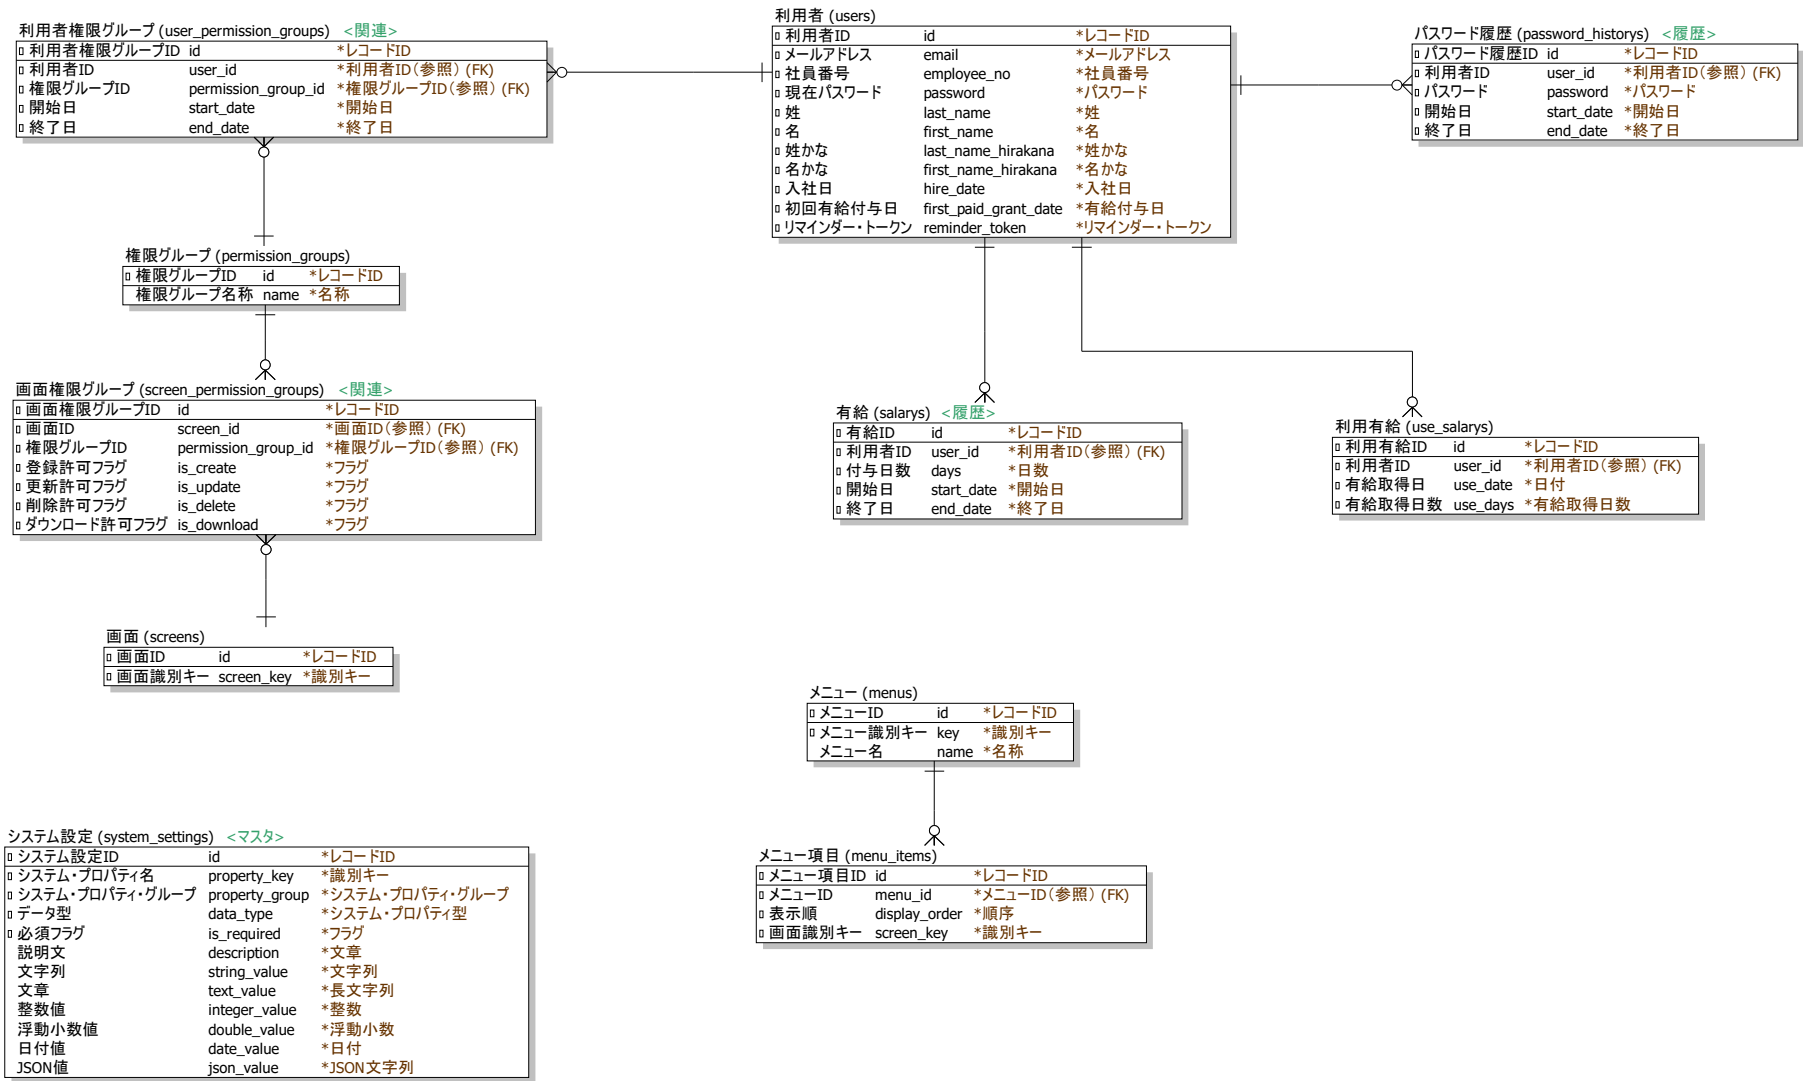 利用者権限グループ (user_permission_groups) <関連>
利用者権限グループID id *レコードID
利用者ID user_id *利用者ID（参照） (FK)
権限グループID permission_group_id *権限グループID（参照） (FK)
開始日 start_date *開始日
終了日 end_date *終了日
利用者 (users)
利用者ID id *レコードID
メールアドレス email *メールアドレス
社員番号 employee_no *社員番号
現在パスワード password *パスワード
姓 last_name *姓
名 first_name *名
姓かな last_name_hirakana *姓かな
名かな first_name_hirakana *名かな
入社日 hire_date *入社日
初回有給付与日 first_paid_grant_date *有給付与日
リマインダー・トークン reminder_token *リマインダー・トークン
パスワード履歴 (password_historys) <履歴>
パスワード履歴ID id *レコードID
利用者ID user_id *利用者ID（参照） (FK)
パスワード password *パスワード
開始日 start_date *開始日
終了日 end_date *終了日
権限グループ (permission_groups)
権限グループID id *レコードID
権限グループ名称 name *名称
画面権限グループ (screen_permission_groups) <関連>
画面権限グループID id *レコードID
画面ID screen_id *画面ID（参照） (FK)
権限グループID permission_group_id *権限グループID（参照） (FK)
登録許可フラグ is_create *フラグ
更新許可フラグ is_update *フラグ
削除許可フラグ is_delete *フラグ
ダウンロード許可フラグ is_download *フラグ
有給 (salarys) <履歴>
有給ID id *レコードID
利用者ID user_id *利用者ID（参照） (FK)
付与日数 days *日数
開始日 start_date *開始日
終了日 end_date *終了日
利用有給 (use_salarys)
利用有給ID id *レコードID
利用者ID user_id *利用者ID（参照） (FK)
有給取得日 use_date *日付
有給取得日数 use_days *有給取得日数
画面 (screens)
画面ID id *レコードID
画面識別キー screen_key *識別キー
メニュー (menus)
メニューID id *レコードID
メニュー識別キー key *識別キー
メニュー名 name *名称
メニュー項目 (menu_items)
メニュー項目ID id *レコードID
メニューID menu_id *メニューID（参照） (FK)
表示順 display_order *順序
画面識別キー screen_key *識別キー
システム設定 (system_settings) <マスタ>
システム設定ID id *レコードID
システム・プロパティ名 property_key *識別キー
システム・プロパティ・グループ property_group *システム・プロパティ・グループ
データ型 data_type *システム・プロパティ型
必須フラグ is_required *フラグ
説明文 description *文章
文字列 string_value *文字列
文章 text_value *長文字列
整数値 integer_value *整数
浮動小数値 double_value *浮動小数
日付値 date_value *日付
JSON値 json_value *JSON文字列